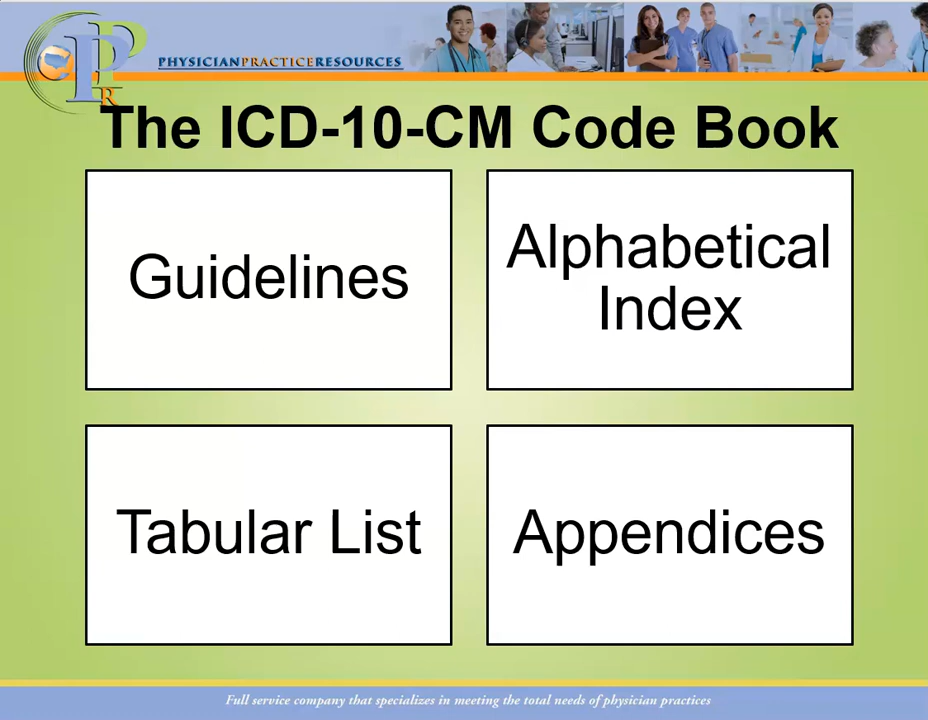 PPR
PHYSICIANPRACTICERESOURCES
The ICD-10-CM Code Book
Guidelines
Alphabetical
Index
Tabular List
Appendices
Full service company that specializes in meeting the total needs of physician practices